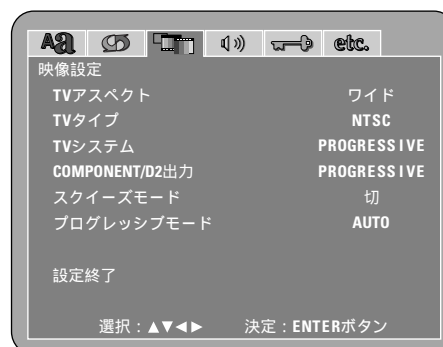 Aa etc.
映像設定
TVアスペクト ワイド
TVタイプ NTSC
TVシステム PROGRESSIVE
COMPONENT/D2出力 PROGRESSIVE
スクイーズモード 切
プログレッシブモード AUTO
設定終了
選択：▲▼◀▶ 決定：ENTERボタン